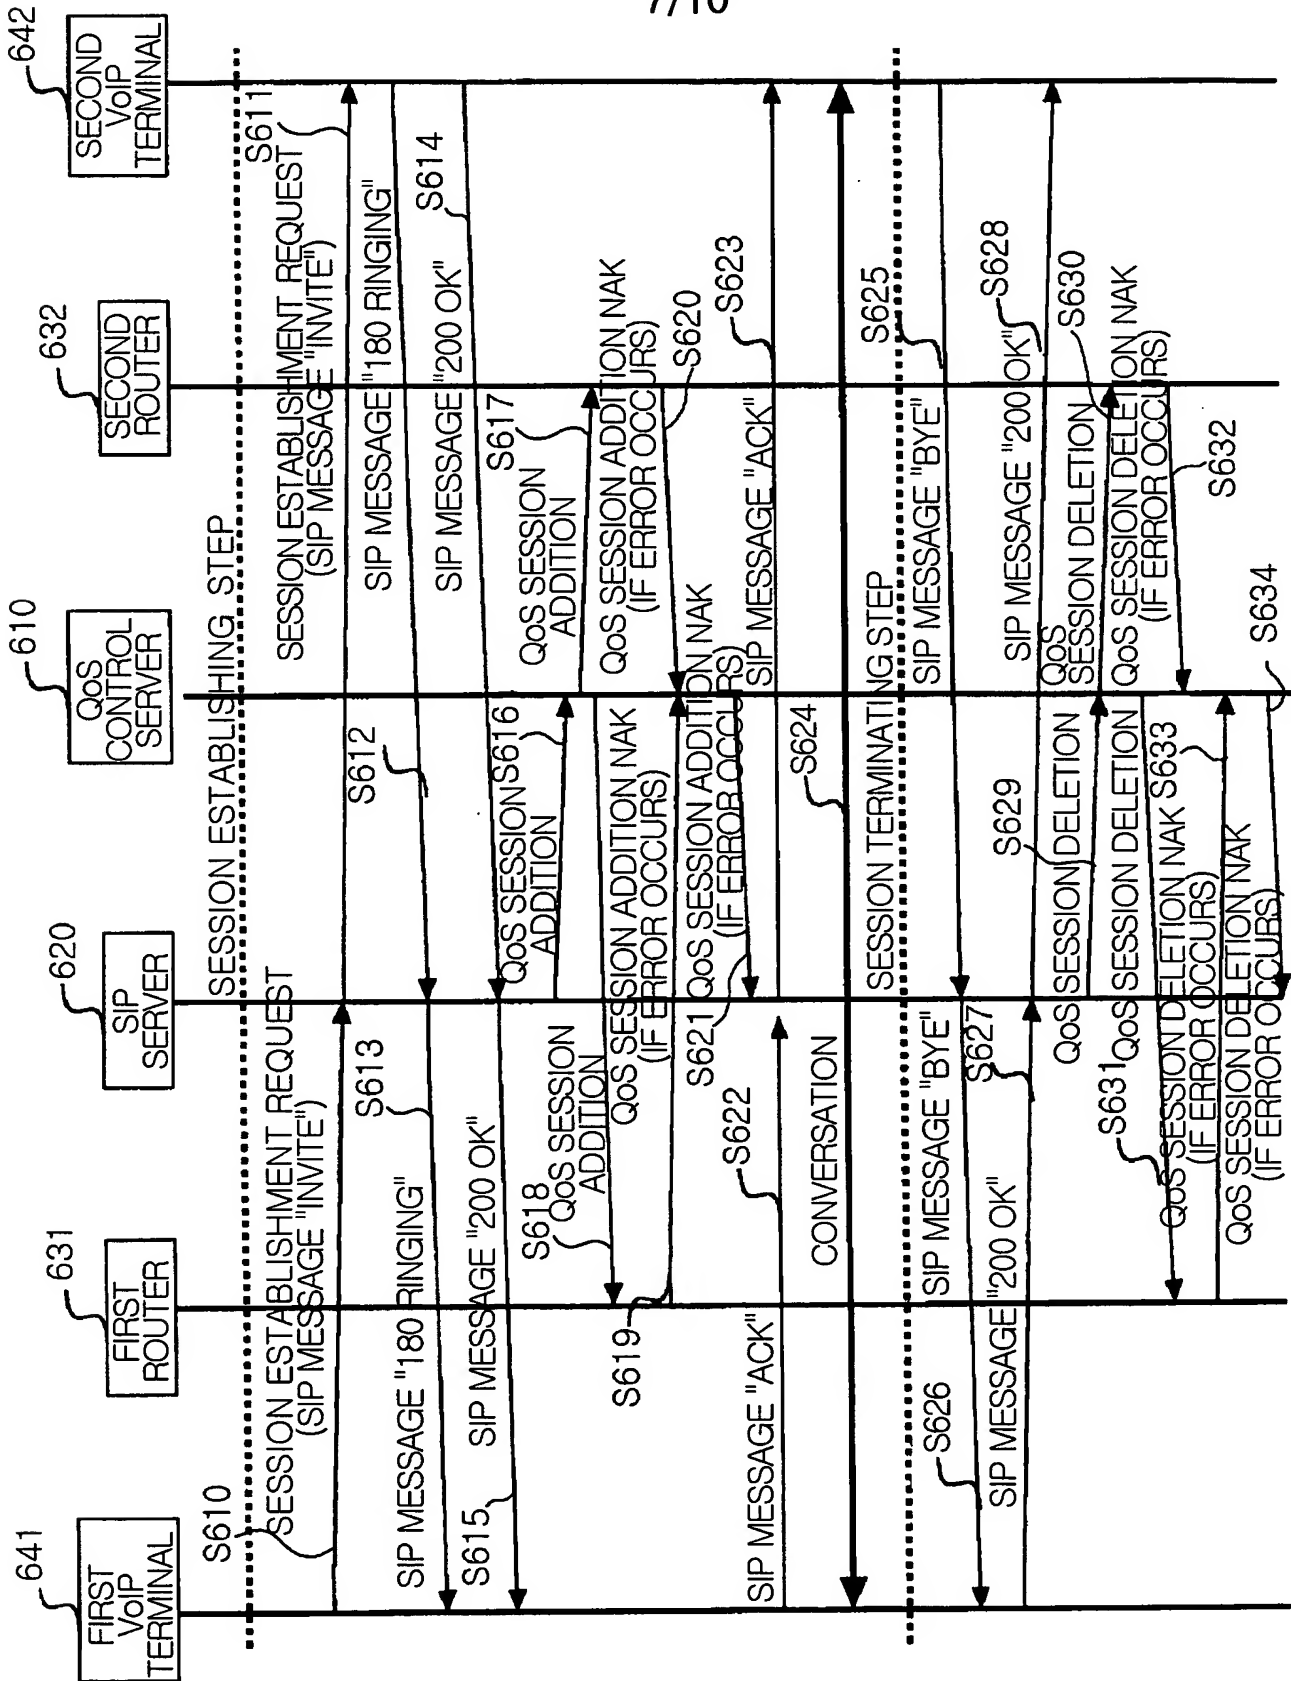 7/10
641
FIRST
VoIP
TERMINAL
631
FIRST
ROUTER
620
SIP
SERVER
610
QoS
CONTROL
SERVER
632
SECOND
ROUTER
642
SECOND
VoIP
TERMINAL
SESSION ESTABLISHING STEP
S610
SESSION ESTABLISHMENT REQUEST
(SIP MESSAGE "INVITE")
SESSION ESTABLISHMENT REQUEST
(SIP MESSAGE "INVITE")
S611
SIP MESSAGE "180 RINGING"
S612
SIP MESSAGE "180 RINGING"
S613
SIP MESSAGE "200 OK"
S614
S615
SIP MESSAGE "200 OK"
QoS SESSION
ADDITION
S616
QoS SESSION
ADDITION
S617
S618
QoS SESSION
ADDITION
QoS SESSION ADDITION NAK
(IF ERROR OCCURS)
S619
QoS SESSION ADDITION NAK
(IF ERROR OCCURS)
S620
S621
QoS SESSION ADDITION NAK
(IF ERROR OCCURS)
SIP MESSAGE "ACK"
S622
SIP MESSAGE "ACK"
S623
CONVERSATION
S624
SESSION TERMINATING STEP
SIP MESSAGE "BYE"
S625
S626
SIP MESSAGE "BYE"
SIP MESSAGE "200 OK"
S627
SIP MESSAGE "200 OK"
S628
QoS SESSION DELETION
S629
QoS
SESSION DELETION
S630
S631
QoS SESSION DELETION
QoS SESSION DELETION NAK
(IF ERROR OCCURS)
S632
QoS SESSION DELETION NAK
(IF ERROR OCCURS)
S633
QoS SESSION DELETION NAK
(IF ERROR OCCURS)
S634